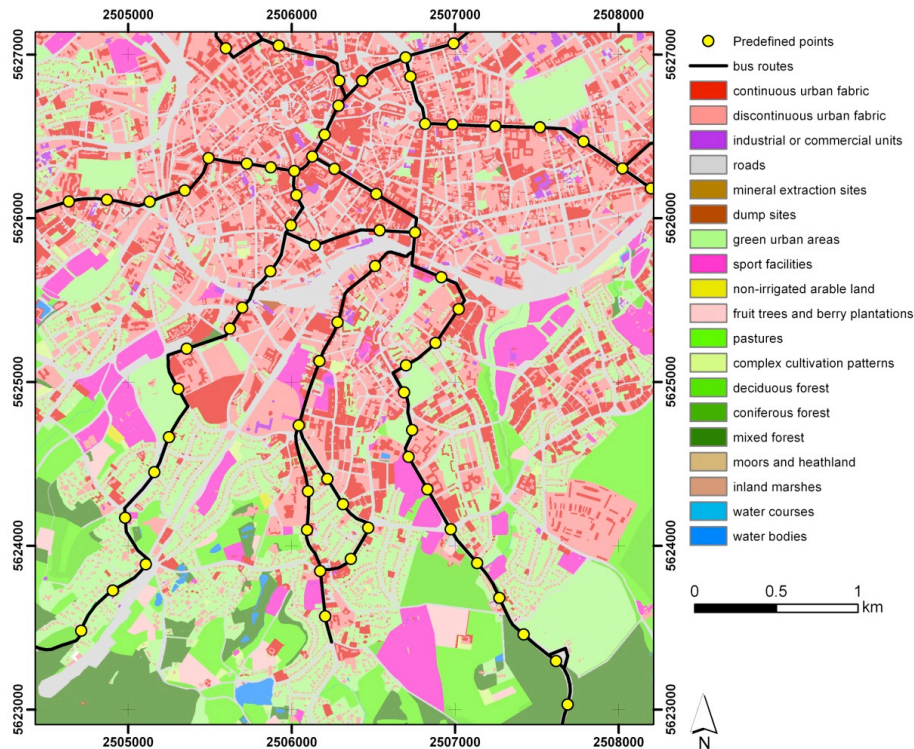 2505000 2506000 2507000 2508000
5627000 5627000
5626000 5626000
5625000 5625000
5624000 5624000
5623000 5623000
2505000 2506000 2507000 2508000
Predefined points
bus routes
continuous urban fabric
discontinuous urban fabric
industrial or commercial units
roads
mineral extraction sites
dump sites
green urban areas
sport facilities
non-irrigated arable land
fruit trees and berry plantations
pastures
complex cultivation patterns
deciduous forest
coniferous forest
mixed forest
moors and heathland
inland marshes
water courses
water bodies
0 0.5 1
km
N